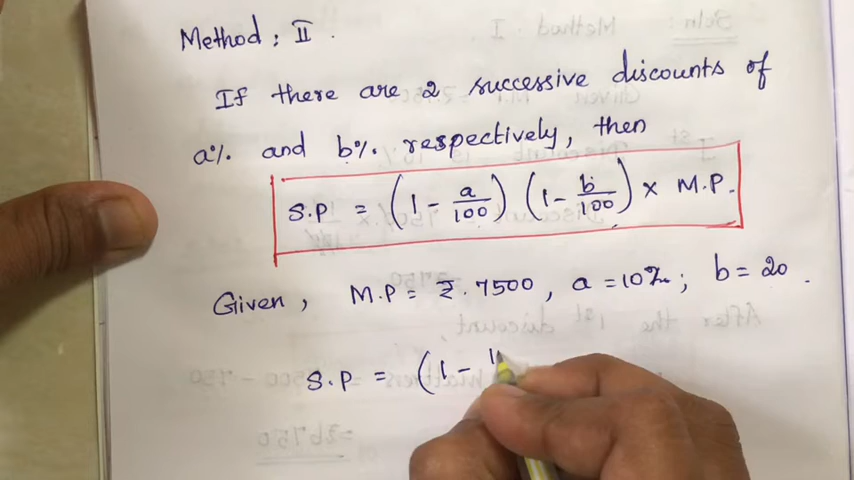 Method : II .
If there are 2 successive discounts of
a% and b% respectively, then
S.P = (1 - a/100) (1 - b/100) × M.P.
Given, M.P = ₹.7500, a = 10%; b = 20.
S.P = (1 - 1